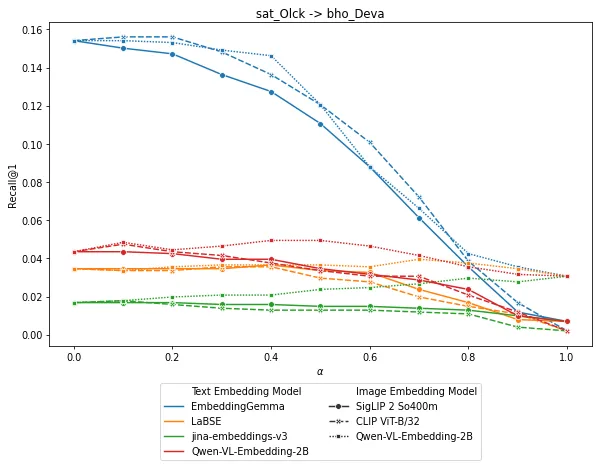 sat_Olck -> bho_Deva
0.16
0.14
0.12
0.10
0.08
0.06
0.04
0.02
0.00
Recall@1
0.0 0.2 0.4 0.6 0.8 1.0
α
Text Embedding Model Image Embedding Model
EmbeddingGemma SigLIP 2 So400m
LaBSE CLIP ViT-B/32
jina-embeddings-v3 Qwen-VL-Embedding-2B
Qwen-VL-Embedding-2B